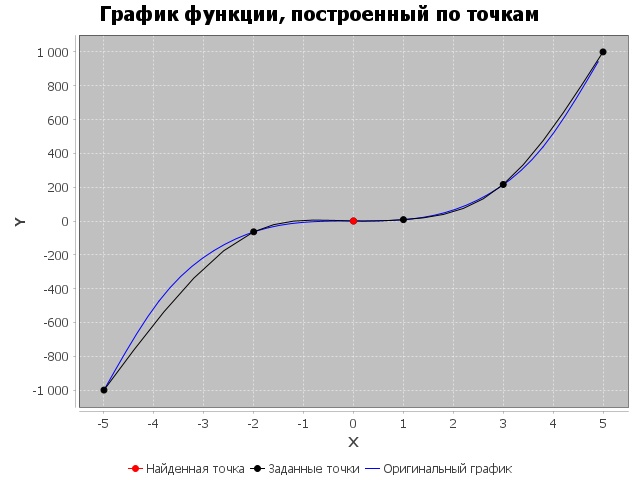 График функции, построенный по точкам
1 000
800
600
400
200
0
-200
-400
-600
-800
-1 000
Y
-5 -4 -3 -2 -1 0 1 2 3 4 5
X
Найденная точка Заданные точки Оригинальный график